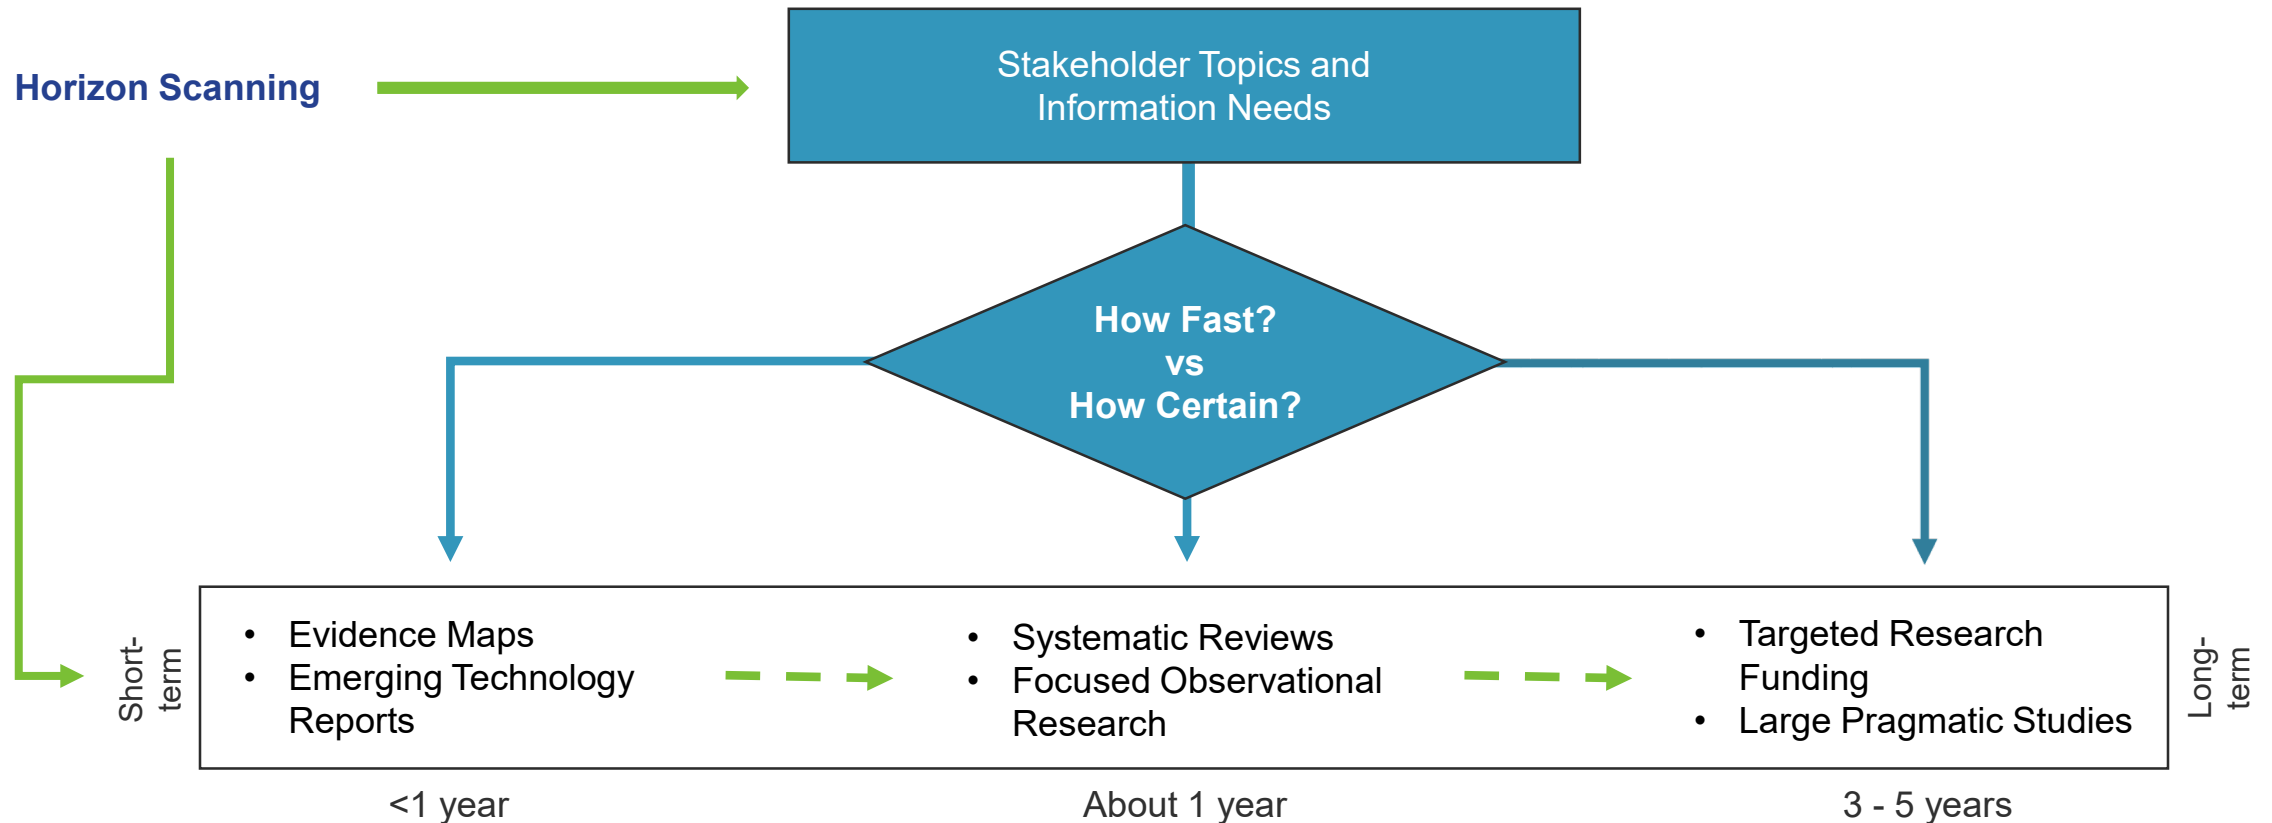 Horizon Scanning
Stakeholder Topics and
Information Needs
How Fast?
vs
How Certain?
Short-
term
• Evidence Maps
• Emerging Technology
Reports
• Systematic Reviews
• Focused Observational
Research
• Targeted Research
Funding
• Large Pragmatic Studies
Long-
term
<1 year
About 1 year
3 - 5 years